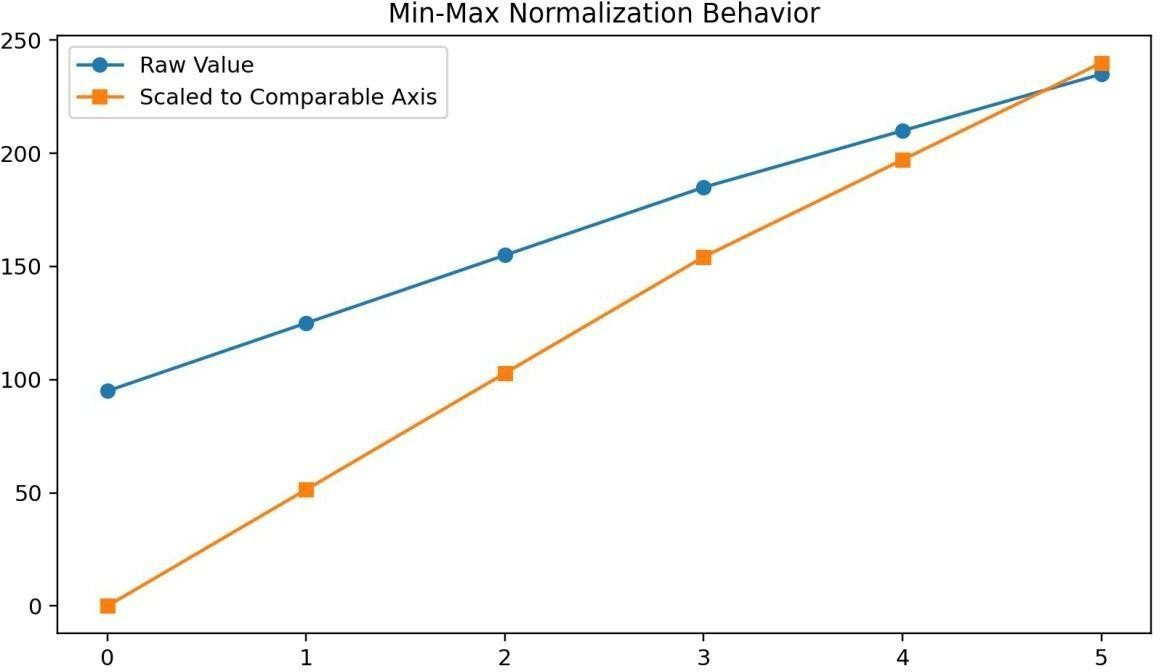 Min-Max Normalization Behavior
250
Raw Value
Scaled to Comparable Axis
200
150
100
50
0
0 1 2 3 4 5